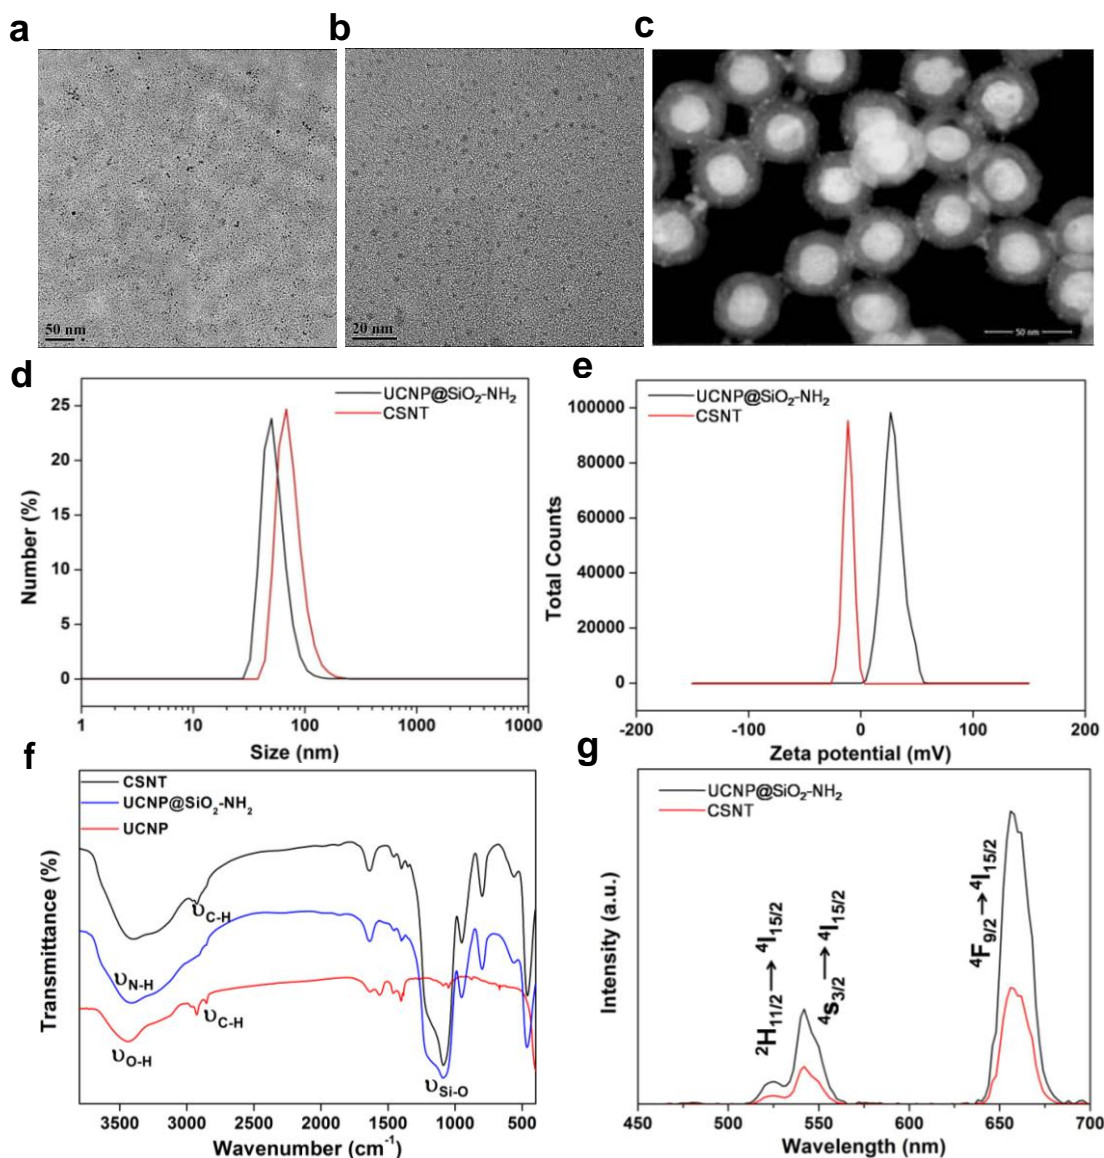 a
b
c
50 nm
20 nm
50 nm
d
UCNP@SiO₂-NH₂
CSNT
25
20
15
10
5
0
Number (%)
1
10
100
1000
10000
Size (nm)
e
UCNP@SiO₂-NH₂
CSNT
100000
80000
60000
40000
20000
0
Total Counts
-200
-100
0
100
200
Zeta potential (mV)
f
CSNT
UCNP@SiO₂-NH₂
UCNP
Transmittance (%)
υC-H
υN-H
υC-H
υO-H
υSi-O
3500
3000
2500
2000
1500
1000
500
Wavenumber (cm⁻¹)
g
UCNP@SiO₂-NH₂
CSNT
Intensity (a.u.)
²H11/2→⁴I15/2
⁴S3/2→⁴I15/2
⁴F9/2→⁴I15/2
450
500
550
600
650
700
Wavelength (nm)